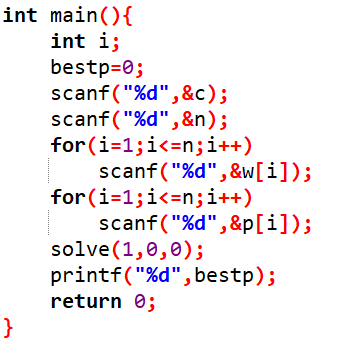 int main(){
    int i;
    bestp=0;
    scanf("%d",&c);
    scanf("%d",&n);
    for(i=1;i<=n;i++)
        scanf("%d",&w[i]);
    for(i=1;i<=n;i++)
        scanf("%d",&p[i]);
    solve(1,0,0);
    printf("%d",bestp);
    return 0;
}